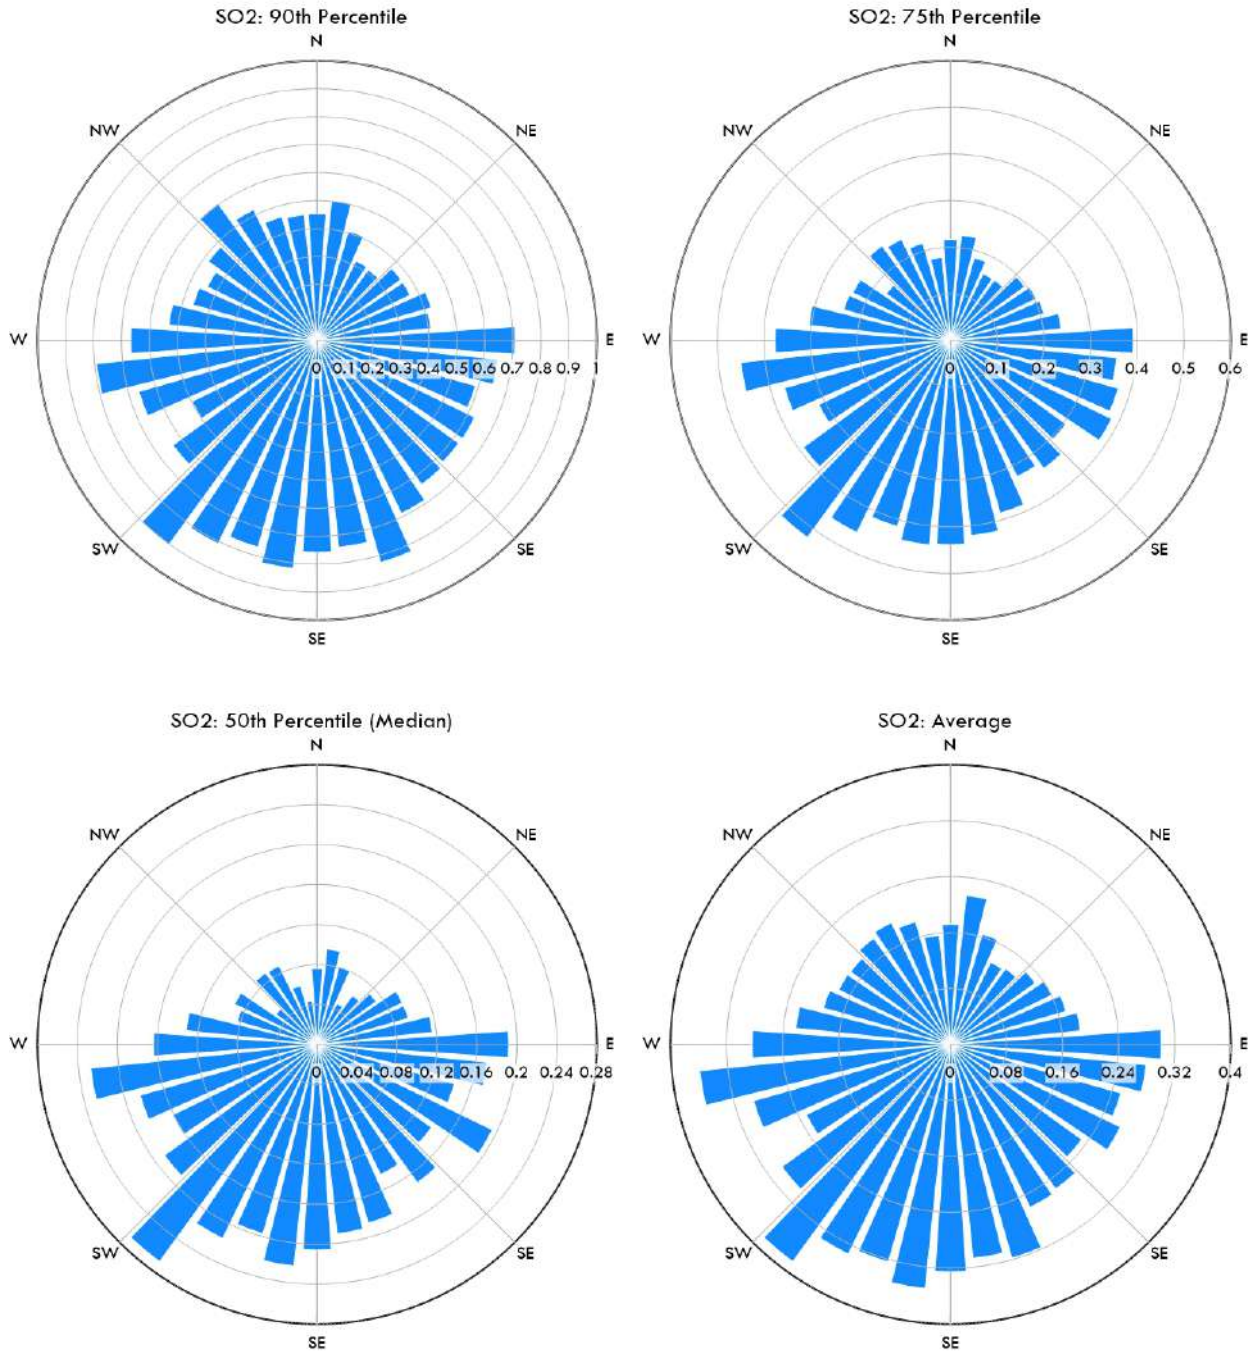 SO2: 90th Percentile
N
NW
NE
W
E
0 0.1 0.2 0.3 0.4 0.5 0.6 0.7 0.8 0.9 1
SW
SE
SE
SO2: 75th Percentile
N
NW
NE
W
E
0 0.1 0.2 0.3 0.4 0.5 0.6
SW
SE
SE
SO2: 50th Percentile (Median)
N
NW
NE
W
E
0 0.04 0.08 0.12 0.16 0.2 0.24 0.28
SW
SE
SE
SO2: Average
N
NW
NE
W
E
0 0.08 0.16 0.24 0.32 0.4
SW
SE
SE